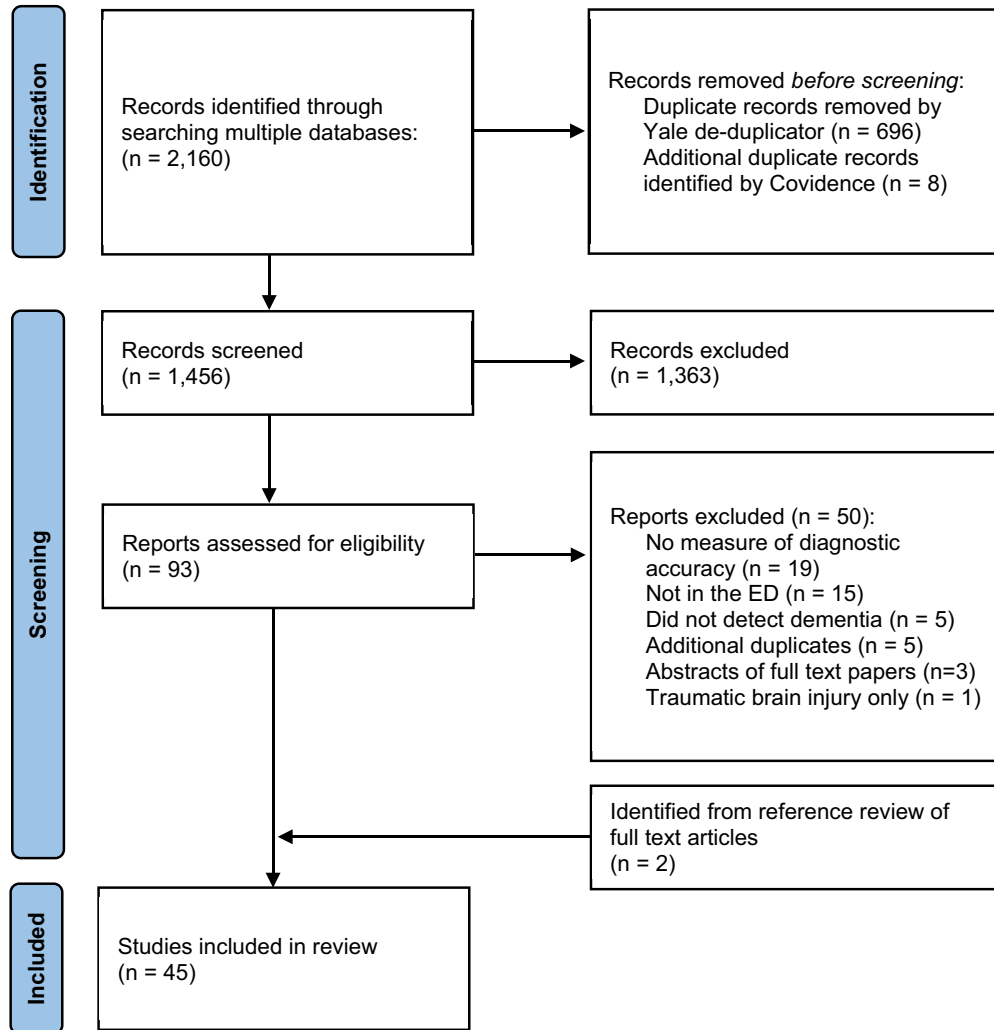 Identification
Records identified through
searching multiple databases:
(n = 2,160)
Records removed before screening:
Duplicate records removed by
Yale de-duplicator (n = 696)
Additional duplicate records
identified by Covidence (n = 8)
Screening
Records screened
(n = 1,456)
Records excluded
(n = 1,363)
Reports assessed for eligibility
(n = 93)
Reports excluded (n = 50):
No measure of diagnostic
accuracy (n = 19)
Not in the ED (n = 15)
Did not detect dementia (n = 5)
Additional duplicates (n = 5)
Abstracts of full text papers (n=3)
Traumatic brain injury only (n = 1)
Identified from reference review of
full text articles
(n = 2)
Included
Studies included in review
(n = 45)